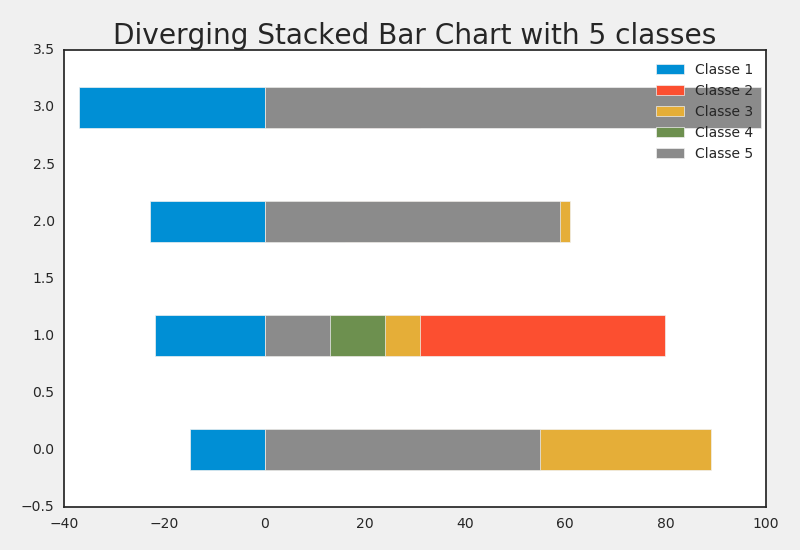 Diverging Stacked Bar Chart with 5 classes
3.5
3.0
2.5
2.0
1.5
1.0
0.5
0.0
−0.5
Classe 1
Classe 2
Classe 3
Classe 4
Classe 5
−40 −20 0 20 40 60 80 100